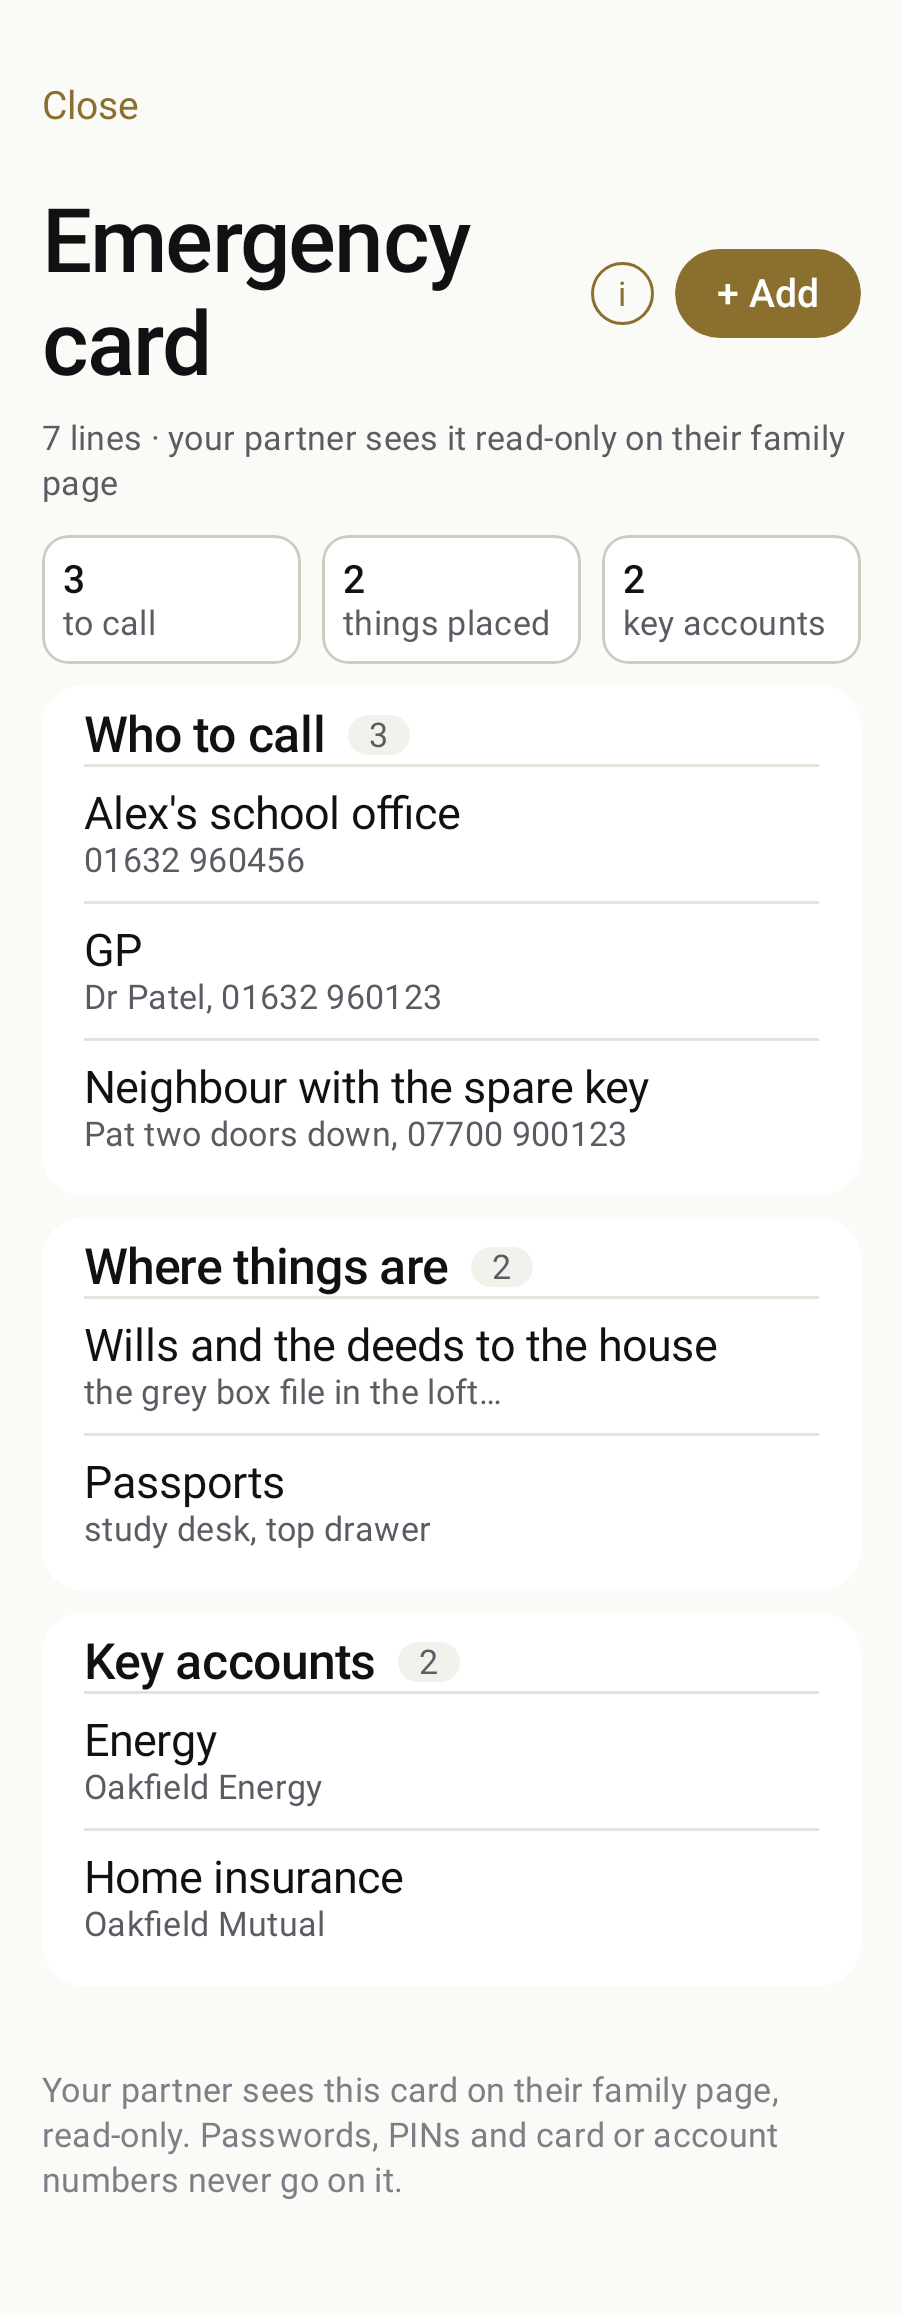 Close
Emergency
card
i
+ Add
7 lines · your partner sees it read-only on their family
page
3
to call
2
things placed
2
key accounts
Who to call 3
Alex's school office
01632 960456
GP
Dr Patel, 01632 960123
Neighbour with the spare key
Pat two doors down, 07700 900123
Where things are 2
Wills and the deeds to the house
the grey box file in the loft…
Passports
study desk, top drawer
Key accounts 2
Energy
Oakfield Energy
Home insurance
Oakfield Mutual
Your partner sees this card on their family page,
read-only. Passwords, PINs and card or account
numbers never go on it.